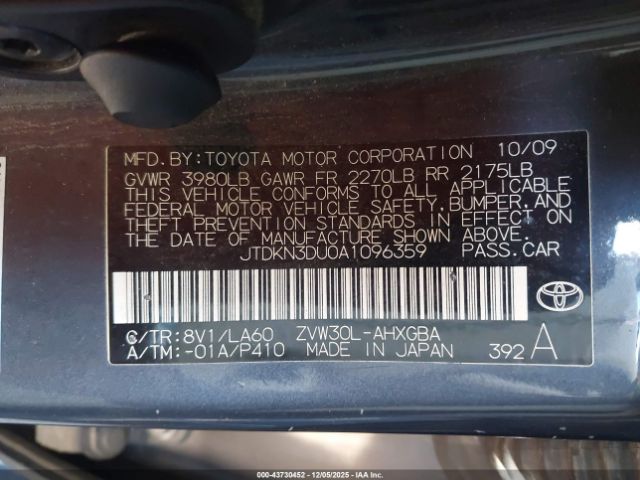 MFD.BY:TOYOTA MOTOR CORPORATION 10/09
GVWR 3980LB GAWR FR 2270LB RR 2175LB
THIS VEHICLE CONFORMS TO ALL APPLICABLE
FEDERAL MOTOR VEHICLE SAFETY,BUMPER,AND
THEFT PREVENTION STANDARDS IN EFFECT ON
THE DATE OF MANUFACTURE SHOWN ABOVE.
JTDKN3DU0A1096359 PASS.CAR
C/TR:8V1/LA60 ZVW30L-AHXGBA
A/TM:-01A/P410 MADE IN JAPAN 392 A
000-43730452 12/05/2025 - IAAI.COM